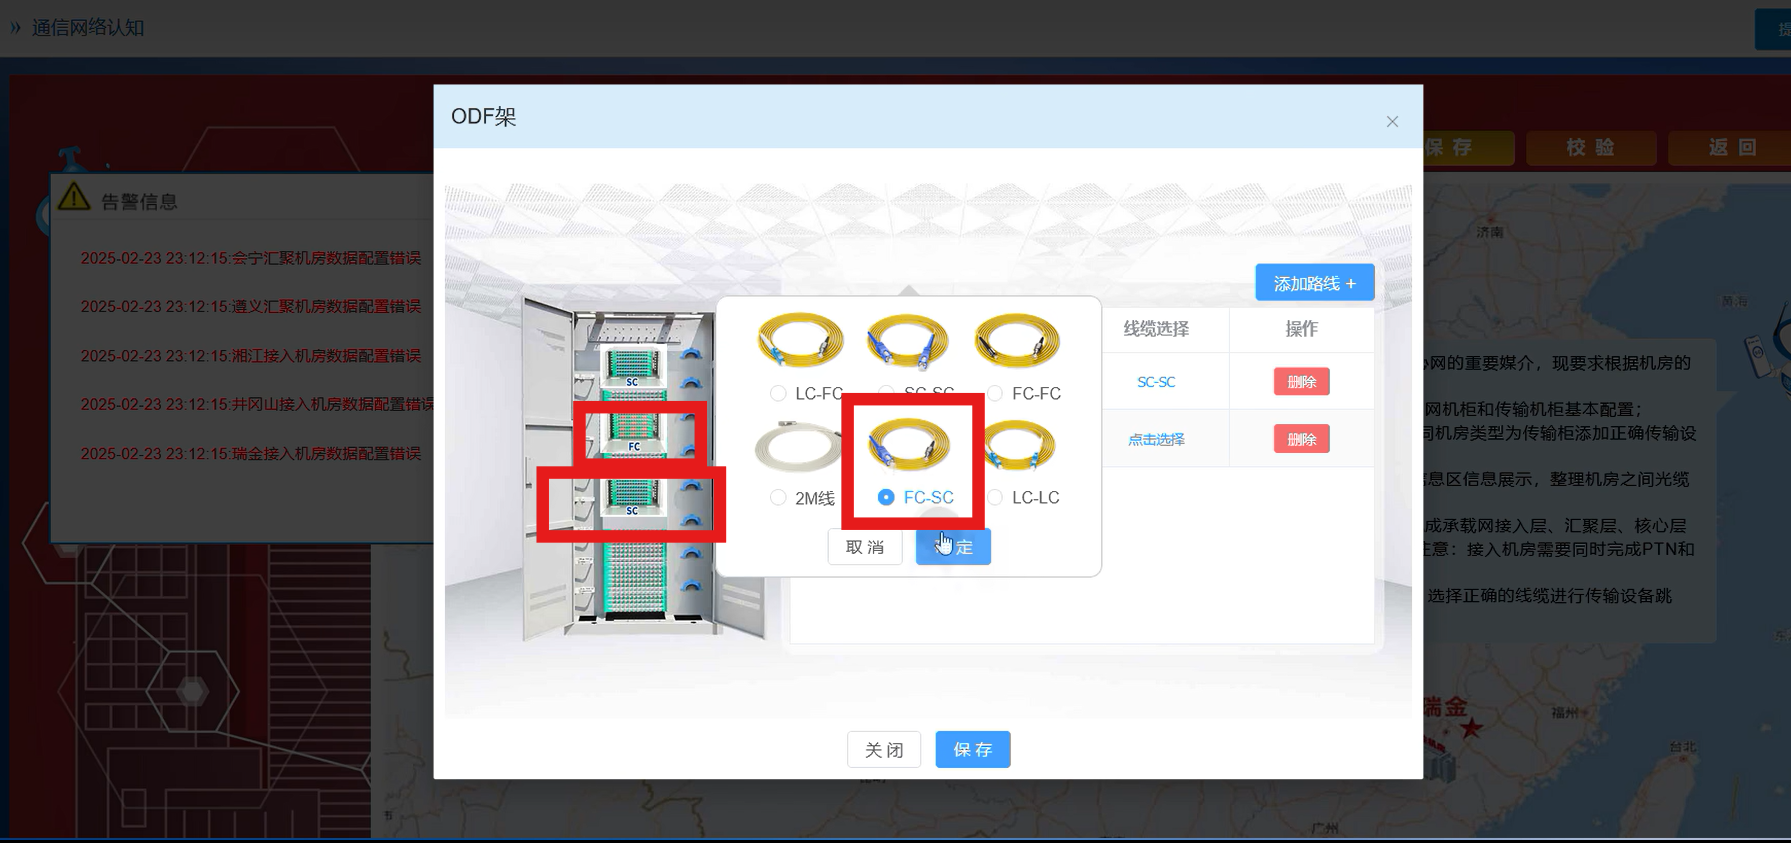 » 通信网络认知
ODF架
保 存
校 验
返 回
告警信息
2025-02-23 23:12:15:会宁汇聚机房数据配置错误
2025-02-23 23:12:15:遵义汇聚机房数据配置错误
2025-02-23 23:12:15:湘江接入机房数据配置错误
2025-02-23 23:12:15:井冈山接入机房数据配置错误
2025-02-23 23:12:15:瑞金接入机房数据配置错误
添加路线 +
线缆选择
操作
SC-SC
删除
点击选择
删除
LC-FC
SC-SC
FC-FC
2M线
FC-SC
LC-LC
取 消
定
SC
FC
SC
关 闭
保 存
网的重要媒介，现要求根据机房的
网机柜和传输机柜基本配置；
机房类型为传输柜添加正确传输设
息区信息展示，整理机房之间光缆
成承载网接入层、汇聚层、核心层
注意：接入机房需要同时完成PTN和
选择正确的线缆进行传输设备跳
济南
黄海
瑞金
福州
台北
广州